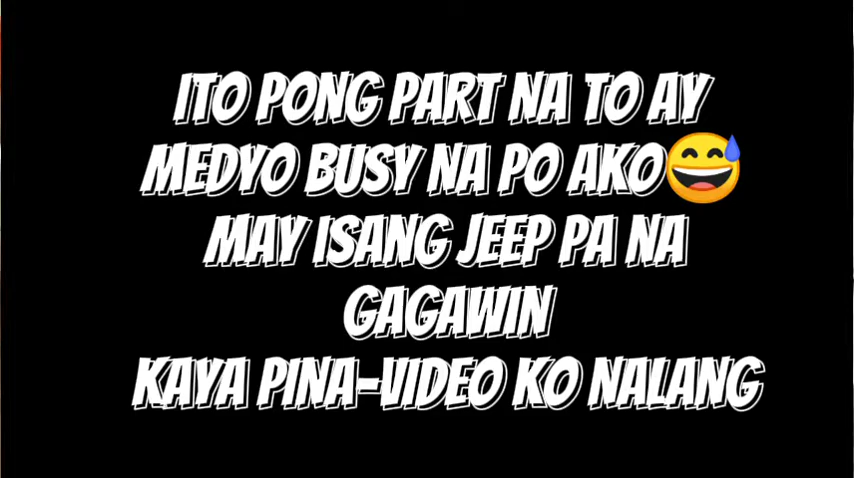 ITO PONG PART NA TO AY
MEDYO BUSY NA PO AKO😅
MAY ISANG JEEP PA NA
GAGAWIN
KAYA PINA-VIDEO KO NALANG